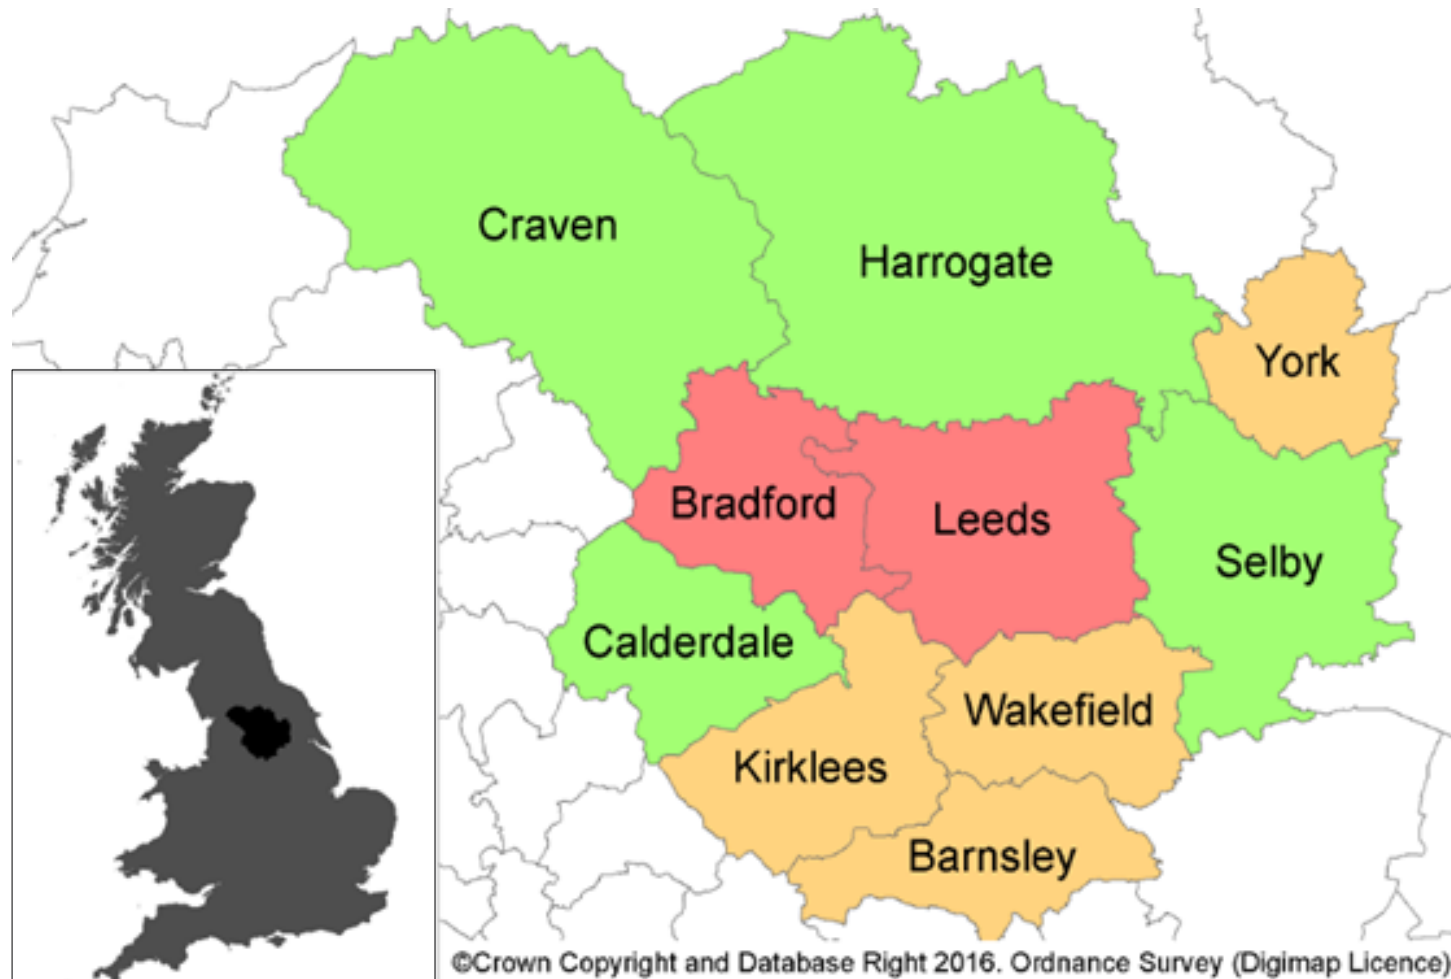 Craven
Harrogate
York
Bradford
Leeds
Selby
Calderdale
Wakefield
Kirklees
Barnsley
©Crown Copyright and Database Right 2016. Ordnance Survey (Digimap Licence)